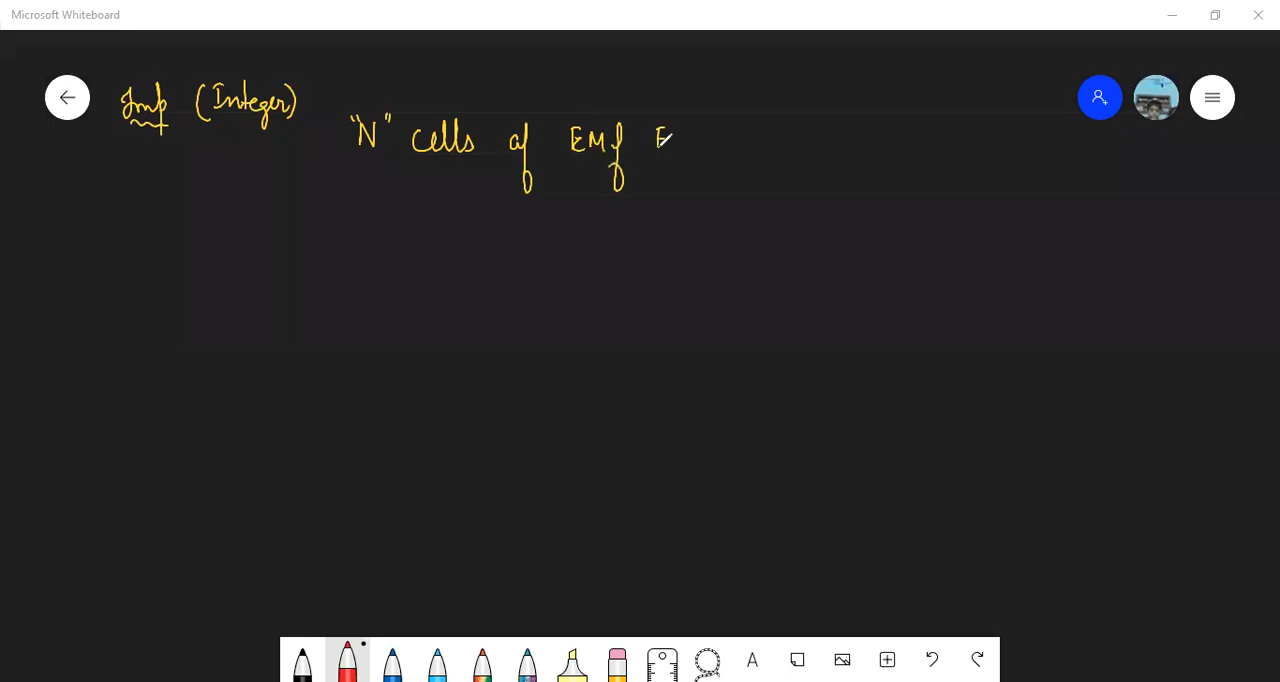 Microsoft Whiteboard
Imp (Integer)
"N" Cells of EMf E
A